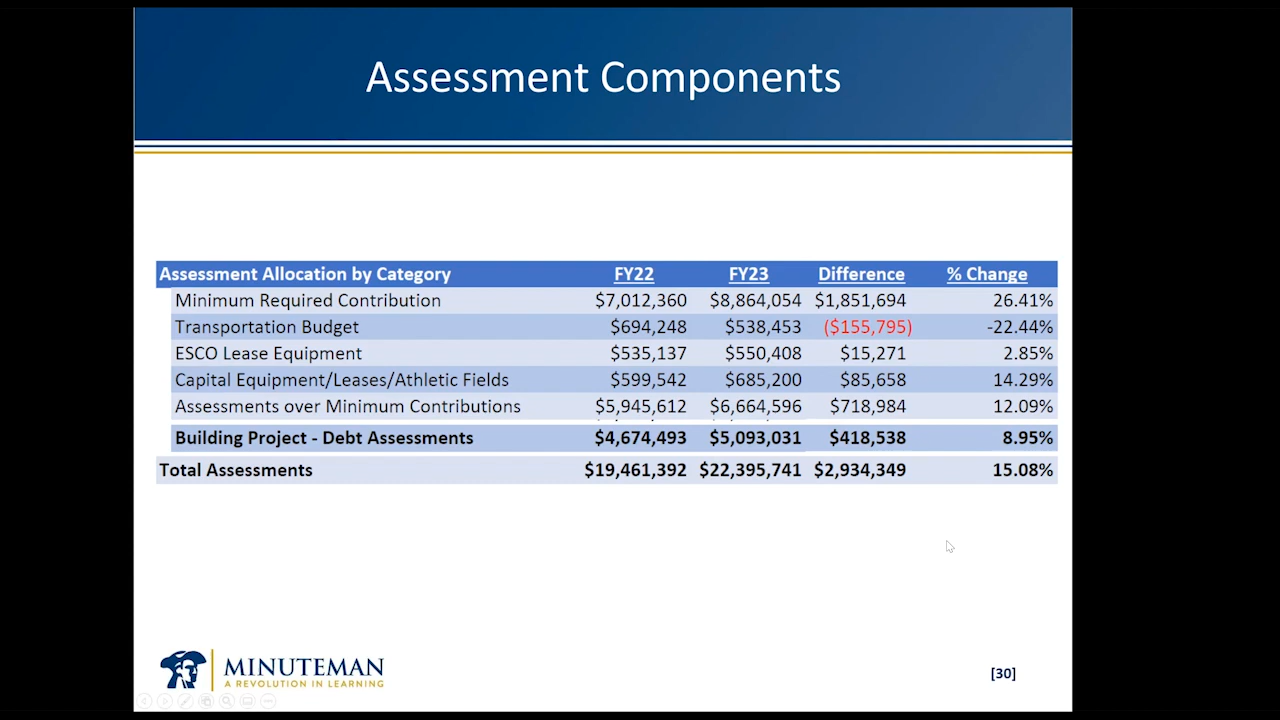 Assessment Components
Assessment Allocation by Category FY22 FY23 Difference % Change
Minimum Required Contribution $7,012,360 $8,864,054 $1,851,694 26.41%
Transportation Budget $694,248 $538,453 ($155,795) -22.44%
ESCO Lease Equipment $535,137 $550,408 $15,271 2.85%
Capital Equipment/Leases/Athletic Fields $599,542 $685,200 $85,658 14.29%
Assessments over Minimum Contributions $5,945,612 $6,664,596 $718,984 12.09%
Building Project - Debt Assessments $4,674,493 $5,093,031 $418,538 8.95%
Total Assessments $19,461,392 $22,395,741 $2,934,349 15.08%
MINUTEMAN
A REVOLUTION IN LEARNING
[30]